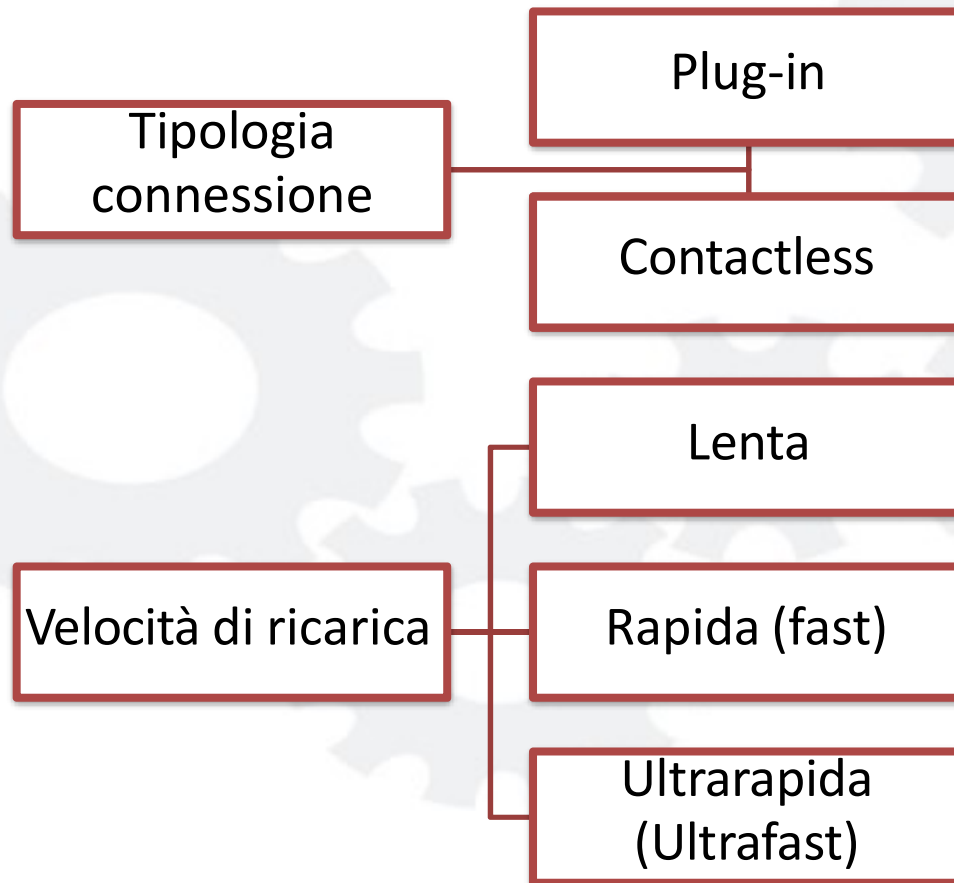 Plug-in
Tipologia
connessione
Contactless
Lenta
Velocità di ricarica
Rapida (fast)
Ultrarapida
(Ultrafast)